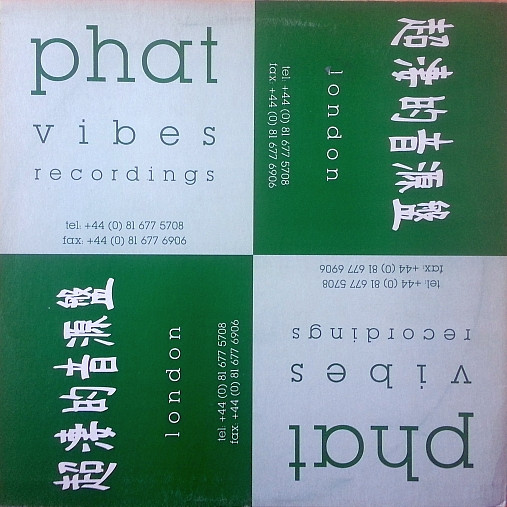 phat
vibes
recordings
tel: +44 (0) 81 677 5708
fax: +44 (0) 81 677 6906
超的音源盤
london
tel: +44 (0) 81 677 5708
fax: +44 (0) 81 677 6906
超的音源盤
london
tel: +44 (0) 81 677 5708
fax: +44 (0) 81 677 6906
phat
vibes
recordings
tel: +44 (0) 81 677 5708
fax: +44 (0) 81 677 6906